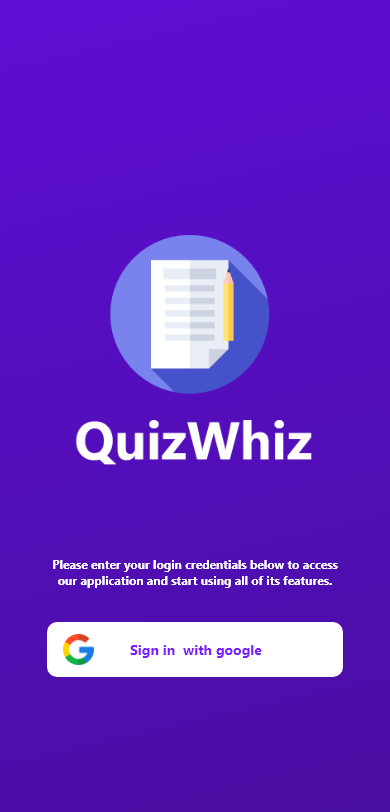 QuizWhiz
Please enter your login credentials below to access
our application and start using all of its features.
Sign in  with google